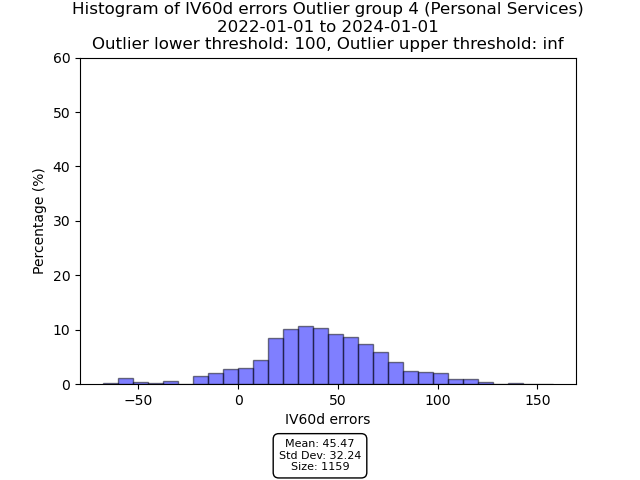 Histogram of IV60d errors Outlier group 4 (Personal Services)
2022-01-01 to 2024-01-01
Outlier lower threshold: 100, Outlier upper threshold: inf
60
50
40
30
20
10
0
Percentage (%)
−50 0 50 100 150
IV60d errors
Mean: 45.47
Std Dev: 32.24
Size: 1159